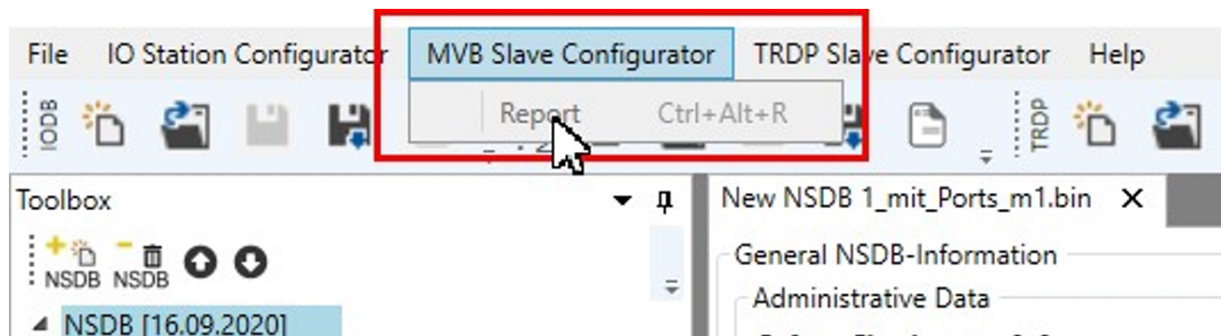 File IO Station Configurator MVB Slave Configurator TRDP Slave Configurator Help
Report Ctrl+Alt+R
IODB
TRDP
Toolbox
New NSDB 1_mit_Ports_m1.bin
NSDB NSDB
General NSDB-Information
Administrative Data
NSDB [16.09.2020]